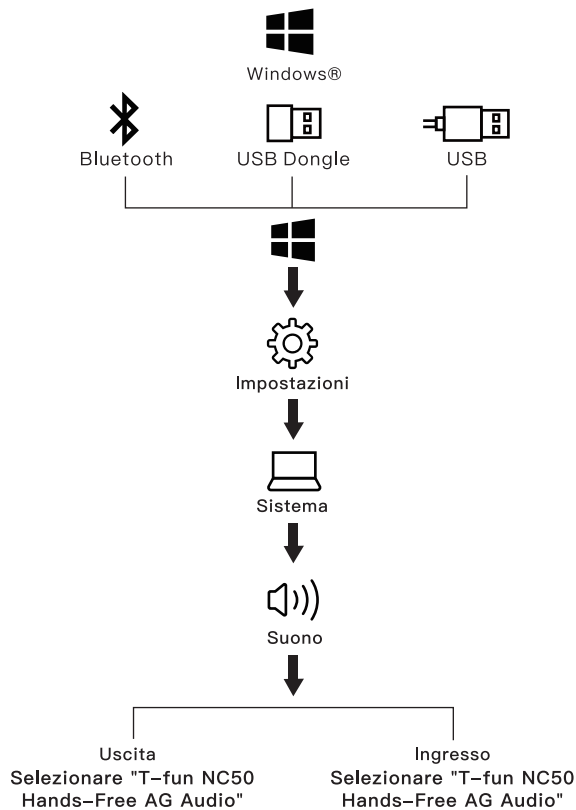 Windows®
Bluetooth
USB Dongle
USB
Impostazioni
Sistema
Suono
Uscita
Selezionare "T-fun NC50
Hands-Free AG Audio"
Ingresso
Selezionare "T-fun NC50
Hands-Free AG Audio"